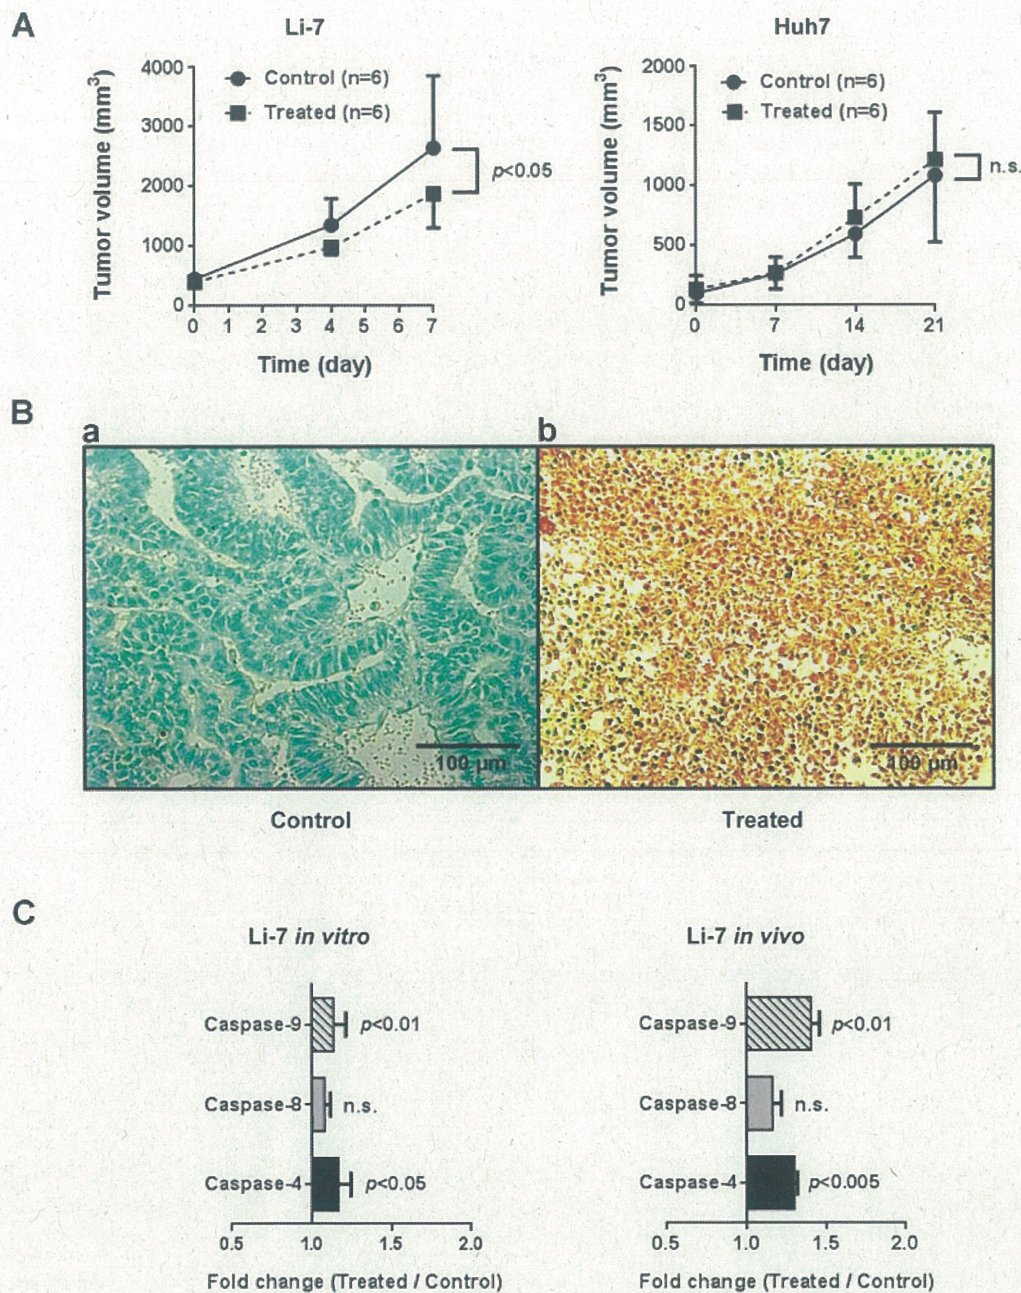 A
Li-7
Tumor volume (mm³)
4000
3000
2000
1000
0
Control (n=6)
Treated (n=6)
p<0.05
0 1 2 3 4 5 6 7
Time (day)
Huh7
Tumor volume (mm³)
2000
1500
1000
500
0
Control (n=6)
Treated (n=6)
n.s.
0 7 14 21
Time (day)
B
a
b
100 µm
100 µm
Control
Treated
C
Li-7 in vitro
Caspase-9
p<0.01
Caspase-8
n.s.
Caspase-4
p<0.05
0.5 1.0 1.5 2.0
Fold change (Treated / Control)
Li-7 in vivo
Caspase-9
p<0.01
Caspase-8
n.s.
Caspase-4
p<0.005
0.5 1.0 1.5 2.0
Fold change (Treated / Control)